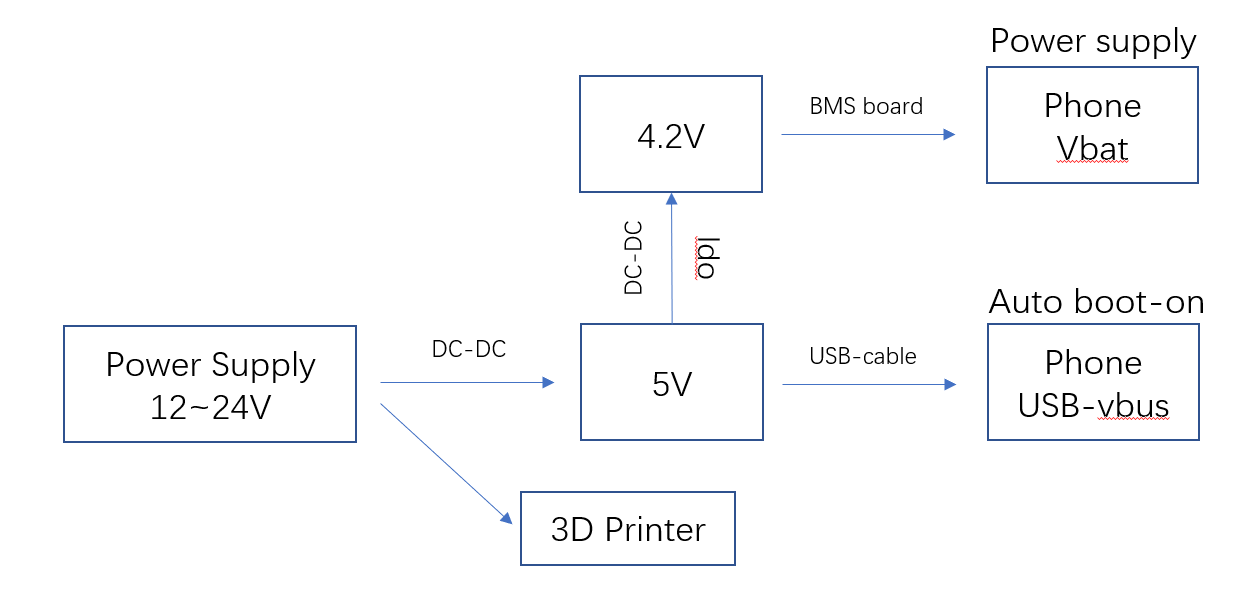 Power supply
Phone
Vbat
BMS board
4.2V
DC-DC
ldo
Auto boot-on
Phone
USB-vbus
USB-cable
5V
DC-DC
Power Supply
12~24V
3D Printer